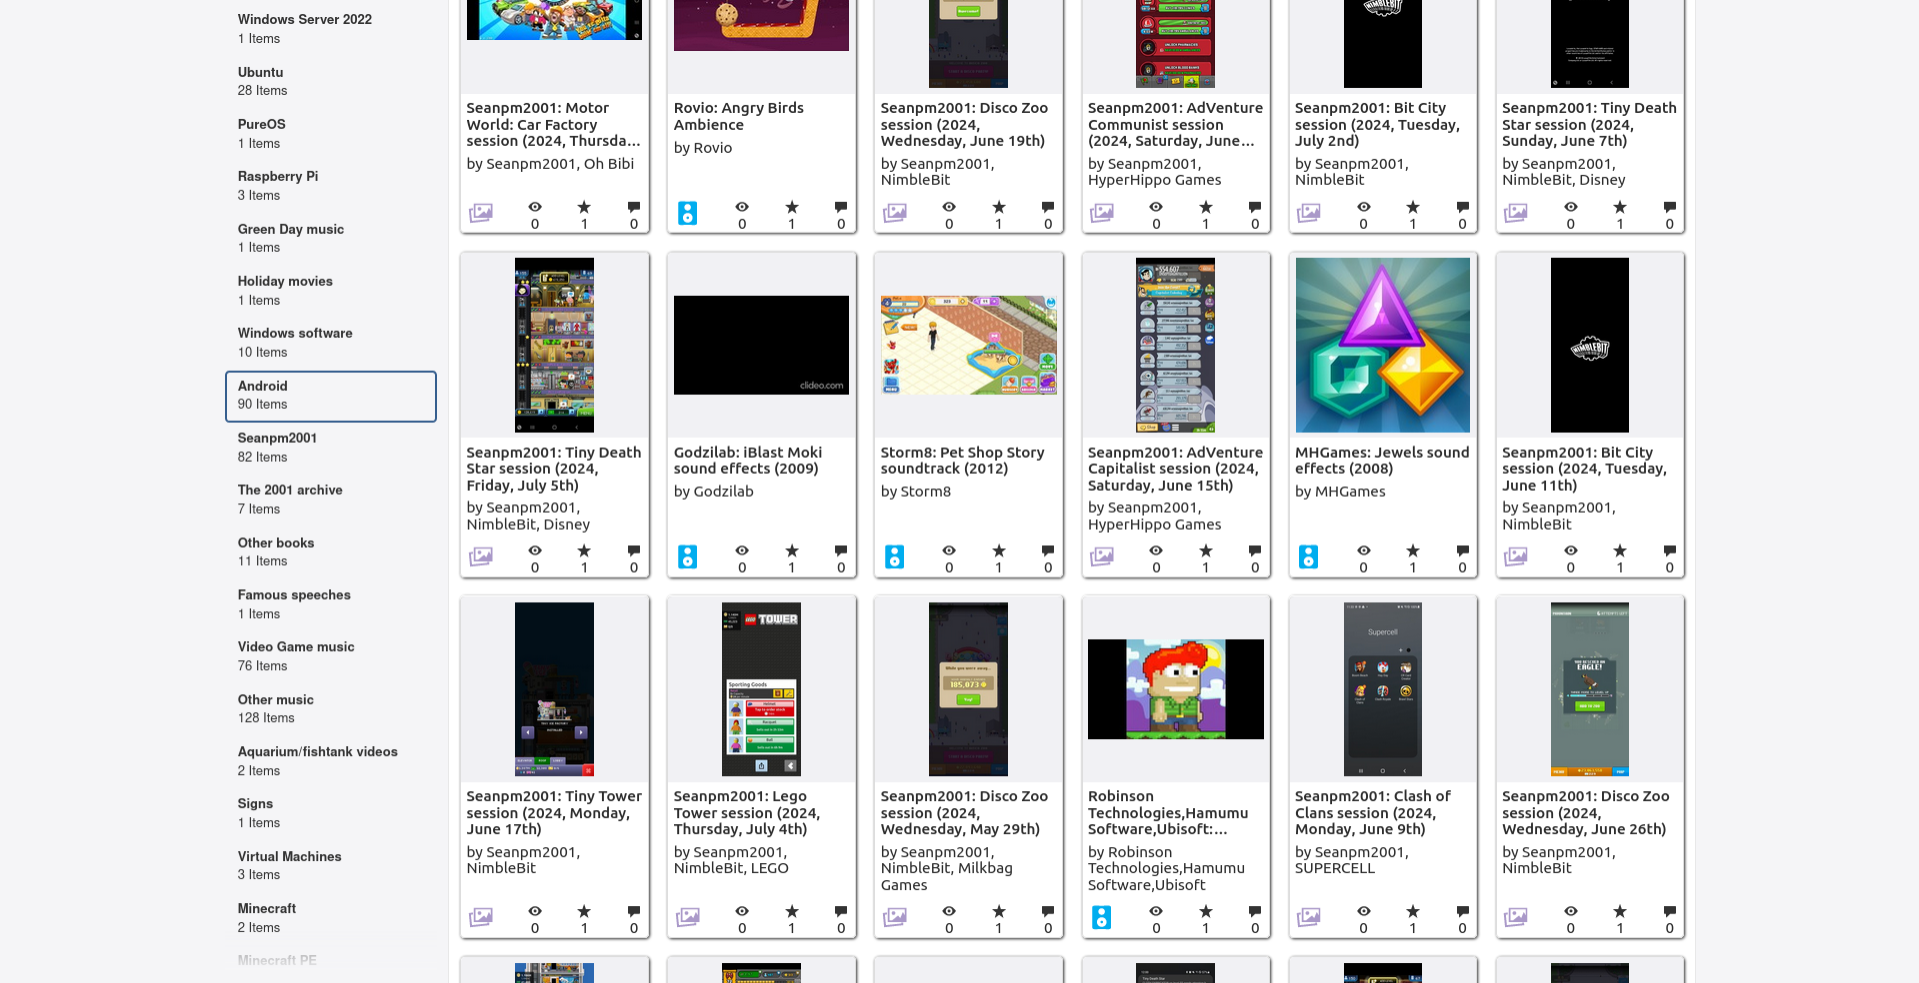 Windows Server 2022
1 Items
Ubuntu
28 Items
PureOS
1 Items
Raspberry Pi
3 Items
Green Day music
1 Items
Holiday movies
1 Items
Windows software
10 Items
Android
90 Items
Seanpm2001
82 Items
The 2001 archive
7 Items
Other books
11 Items
Famous speeches
1 Items
Video Game music
76 Items
Other music
128 Items
Aquarium/fishtank videos
2 Items
Signs
1 Items
Virtual Machines
3 Items
Minecraft
2 Items
Minecraft PE
NIMBLEBIT
Seanpm2001: Motor
World: Car Factory
session (2024, Thursda...
by Seanpm2001, Oh Bibi
0 1 0
Rovio: Angry Birds
Ambience
by Rovio
0 1 0
Seanpm2001: Disco Zoo
session (2024,
Wednesday, June 19th)
by Seanpm2001,
NimbleBit
0 1 0
Seanpm2001: AdVenture
Communist session
(2024, Saturday, June...
by Seanpm2001,
HyperHippo Games
0 1 0
Seanpm2001: Bit City
session (2024, Tuesday,
July 2nd)
by Seanpm2001,
NimbleBit
0 1 0
Seanpm2001: Tiny Death
Star session (2024,
Sunday, June 7th)
by Seanpm2001,
NimbleBit, Disney
0 1 0
Seanpm2001: Tiny Death
Star session (2024,
Friday, July 5th)
by Seanpm2001,
NimbleBit, Disney
0 1 0
clideo.com
Godzilab: iBlast Moki
sound effects (2009)
by Godzilab
0 1 0
Storm8: Pet Shop Story
soundtrack (2012)
by Storm8
0 1 0
Seanpm2001: AdVenture
Capitalist session (2024,
Saturday, June 15th)
by Seanpm2001,
HyperHippo Games
0 1 0
MHGames: Jewels sound
effects (2008)
by MHGames
0 1 0
NIMBLEBIT
Seanpm2001: Bit City
session (2024, Tuesday,
June 11th)
by Seanpm2001,
NimbleBit
0 1 0
Seanpm2001: Tiny Tower
session (2024, Monday,
June 17th)
by Seanpm2001,
NimbleBit
0 1 0
LEGO TOWER
Sporting Goods
Seanpm2001: Lego
Tower session (2024,
Thursday, July 4th)
by Seanpm2001,
NimbleBit, LEGO
0 1 0
While you were away...
185,073
Seanpm2001: Disco Zoo
session (2024,
Wednesday, May 29th)
by Seanpm2001,
NimbleBit, Milkbag
Games
0 1 0
Robinson
Technologies,Hamumu
Software,Ubisoft:...
by Robinson
Technologies,Hamumu
Software,Ubisoft
0 1 0
Supercell
Seanpm2001: Clash of
Clans session (2024,
Monday, June 9th)
by Seanpm2001,
SUPERCELL
0 1 0
EAGLE!
Seanpm2001: Disco Zoo
session (2024,
Wednesday, June 26th)
by Seanpm2001,
NimbleBit
0 1 0